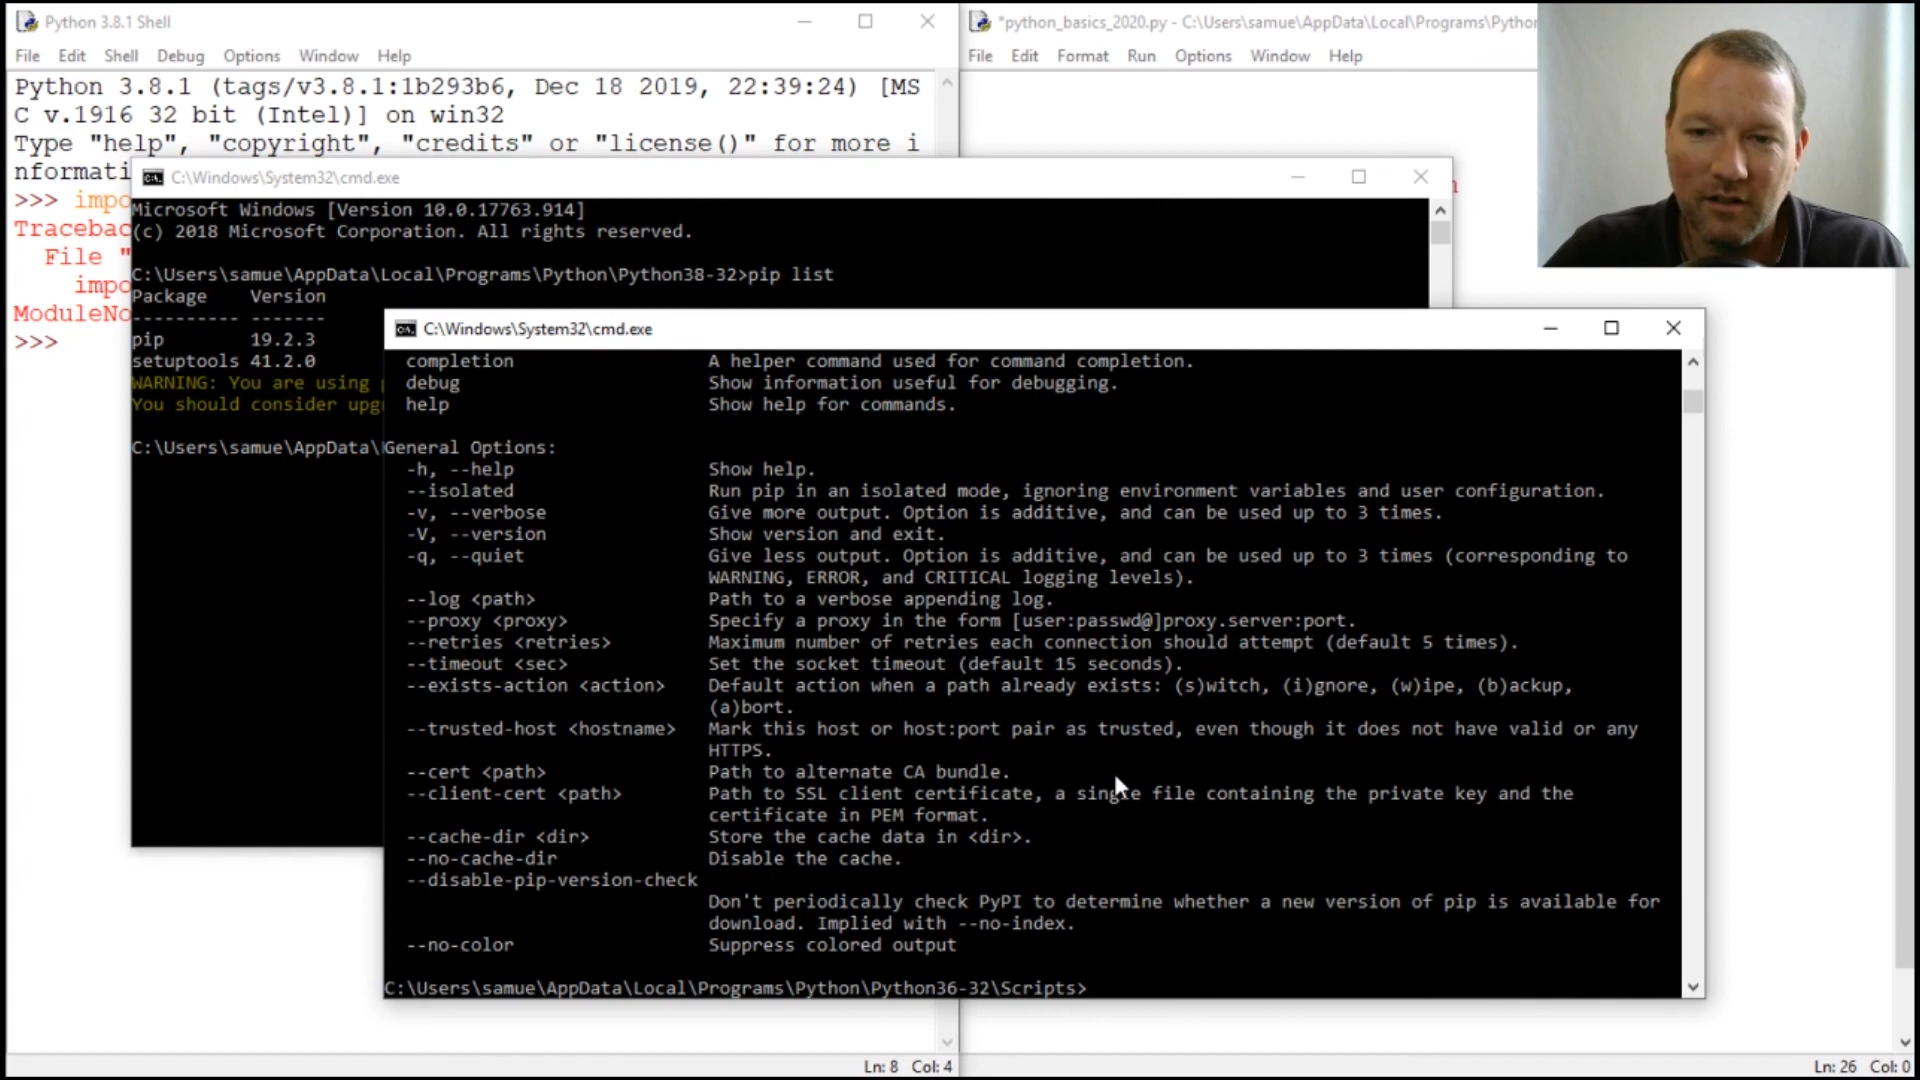 Python 3.8.1 Shell
File Edit Shell Debug Options Window Help
Python 3.8.1 (tags/v3.8.1:1b293b6, Dec 18 2019, 22:39:24) [MS
C v.1916 32 bit (Intel)] on win32
Type "help", "copyright", "credits" or "license()" for more i
nformati
>>> impo
Tracebac
File "
impo
ModuleNo
>>>
Ln: 8 Col: 4
*python_basics_2020.py - C:\Users\samue\AppData\Local\Programs\Python
File Edit Format Run Options Window Help
Ln: 26 Col: 0
C:\Windows\System32\cmd.exe
Microsoft Windows [Version 10.0.17763.914]
(c) 2018 Microsoft Corporation. All rights reserved.
C:\Users\samue\AppData\Local\Programs\Python\Python38-32>pip list
Package Version
---------- -------
pip 19.2.3
setuptools 41.2.0
WARNING: You are using
You should consider upg
C:\Users\samue\AppData\
C:\Windows\System32\cmd.exe
completion A helper command used for command completion.
debug Show information useful for debugging.
help Show help for commands.
General Options:
-h, --help Show help.
--isolated Run pip in an isolated mode, ignoring environment variables and user configuration.
-v, --verbose Give more output. Option is additive, and can be used up to 3 times.
-V, --version Show version and exit.
-q, --quiet Give less output. Option is additive, and can be used up to 3 times (corresponding to
WARNING, ERROR, and CRITICAL logging levels).
--log <path> Path to a verbose appending log.
--proxy <proxy> Specify a proxy in the form [user:passwd@]proxy.server:port.
--retries <retries> Maximum number of retries each connection should attempt (default 5 times).
--timeout <sec> Set the socket timeout (default 15 seconds).
--exists-action <action> Default action when a path already exists: (s)witch, (i)gnore, (w)ipe, (b)ackup,
(a)bort.
--trusted-host <hostname> Mark this host or host:port pair as trusted, even though it does not have valid or any
HTTPS.
--cert <path> Path to alternate CA bundle.
--client-cert <path> Path to SSL client certificate, a single file containing the private key and the
certificate in PEM format.
--cache-dir <dir> Store the cache data in <dir>.
--no-cache-dir Disable the cache.
--disable-pip-version-check
Don't periodically check PyPI to determine whether a new version of pip is available for
download. Implied with --no-index.
--no-color Suppress colored output
C:\Users\samue\AppData\Local\Programs\Python\Python36-32\Scripts>